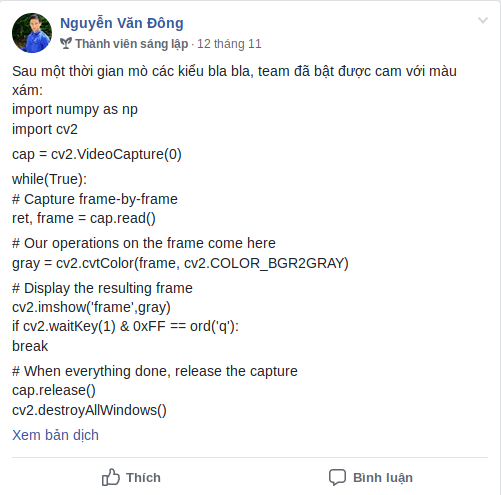 Nguyễn Văn Đông
Thành viên sáng lập · 12 tháng 11
Sau một thời gian mò các kiểu bla bla, team đã bật được cam với màu
xám:
import numpy as np
import cv2
cap = cv2.VideoCapture(0)
while(True):
# Capture frame-by-frame
ret, frame = cap.read()
# Our operations on the frame come here
gray = cv2.cvtColor(frame, cv2.COLOR_BGR2GRAY)
# Display the resulting frame
cv2.imshow('frame',gray)
if cv2.waitKey(1) & 0xFF == ord('q'):
break
# When everything done, release the capture
cap.release()
cv2.destroyAllWindows()
Xem bản dịch
Thích
Bình luận